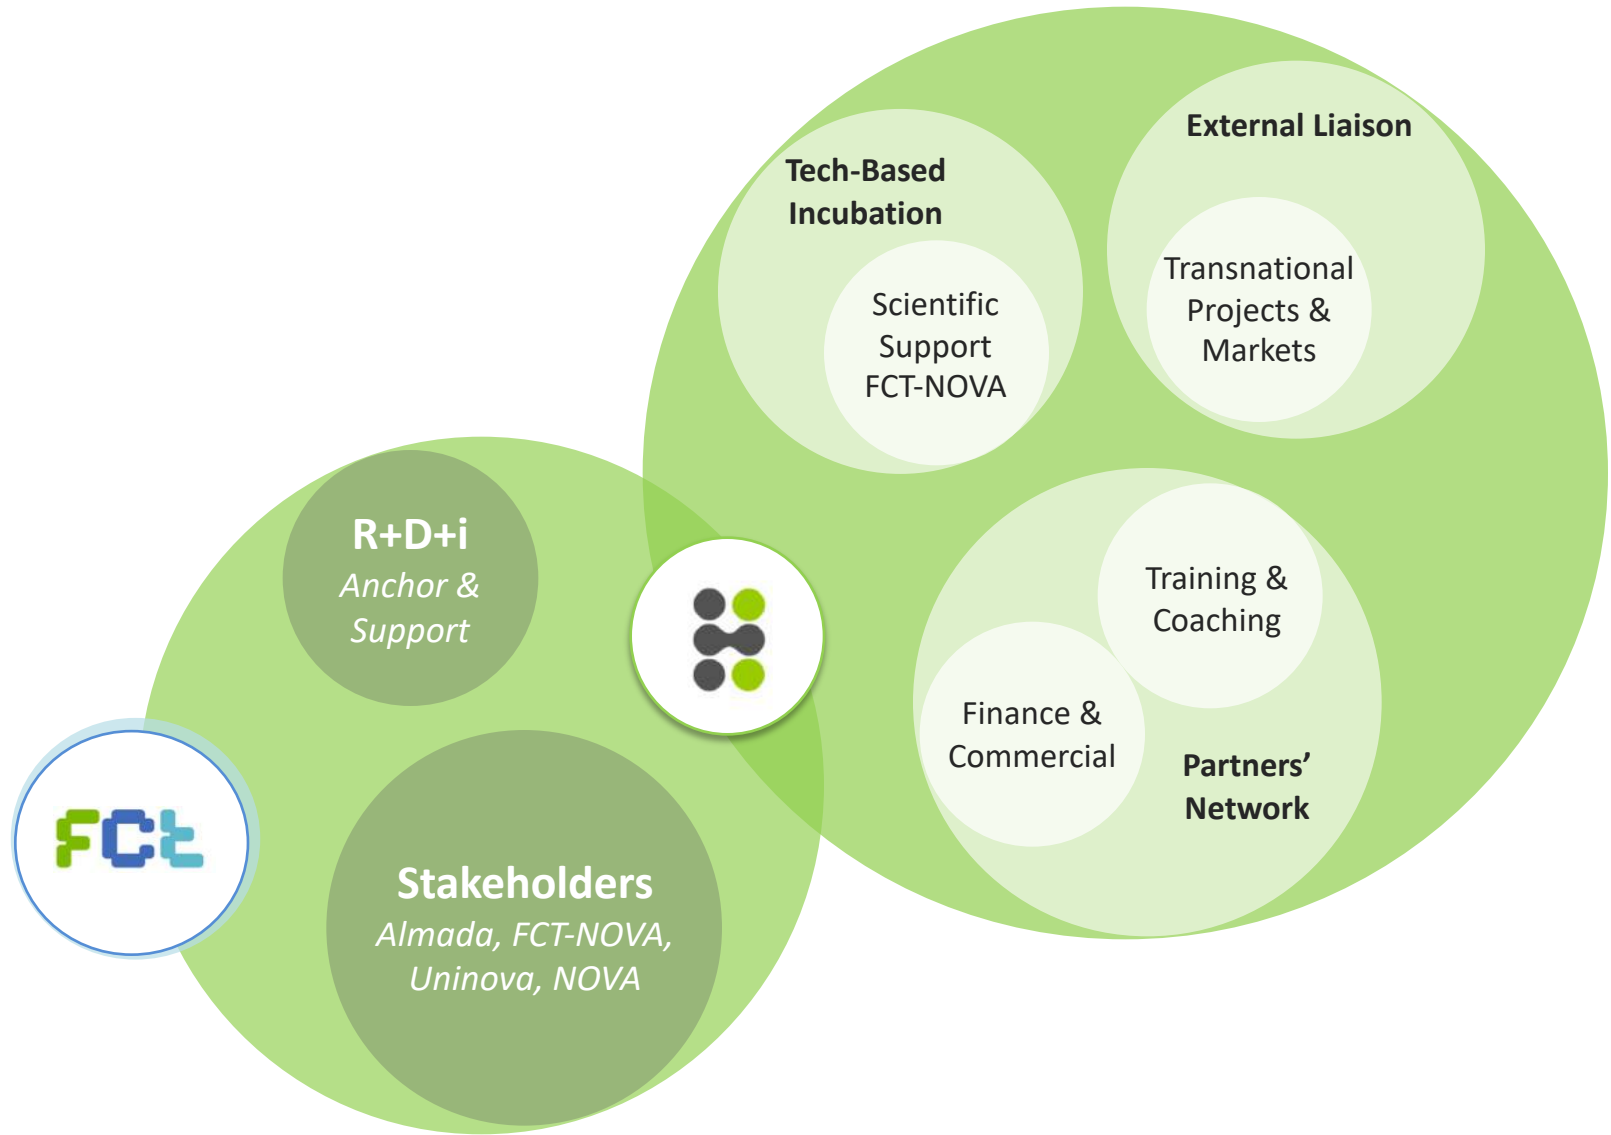 External Liaison
Tech-Based
Incubation
Transnational
Projects &
Markets
Scientific
Support
FCT-NOVA
R+D+i
Anchor &
Support
Training &
Coaching
Finance &
Commercial
Partners’
Network
FCt
Stakeholders
Almada, FCT-NOVA,
Uninova, NOVA